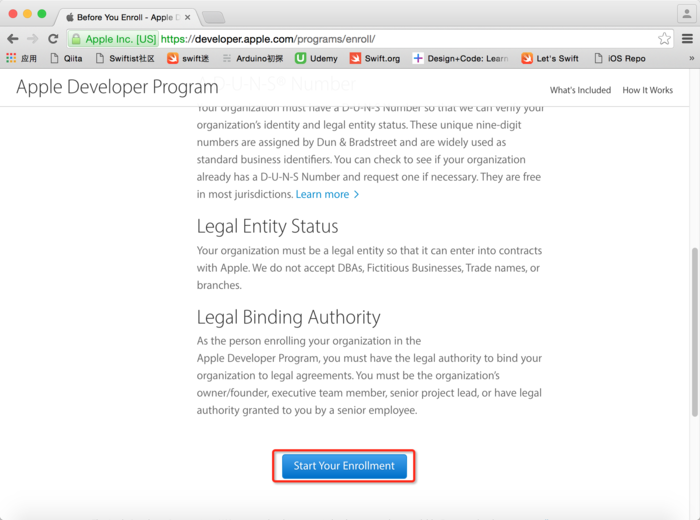 Before You Enroll - Apple D
Apple Inc. [US] https://developer.apple.com/programs/enroll/
应用 Qiita Swiftist社区 swift迷 Arduino初探 Udemy Swift.org Design+Code: Learn Let's Swift iOS Repo »
D-U-N-S® Number
Apple Developer Program What's Included How It Works
Your organization must have a D-U-N-S Number so that we can verify your
organization's identity and legal entity status. These unique nine-digit
numbers are assigned by Dun & Bradstreet and are widely used as
standard business identifiers. You can check to see if your organization
already has a D-U-N-S Number and request one if necessary. They are free
in most jurisdictions. Learn more >
Legal Entity Status
Your organization must be a legal entity so that it can enter into contracts
with Apple. We do not accept DBAs, Fictitious Businesses, Trade names, or
branches.
Legal Binding Authority
As the person enrolling your organization in the
Apple Developer Program, you must have the legal authority to bind your
organization to legal agreements. You must be the organization's
owner/founder, executive team member, senior project lead, or have legal
authority granted to you by a senior employee.
Start Your Enrollment